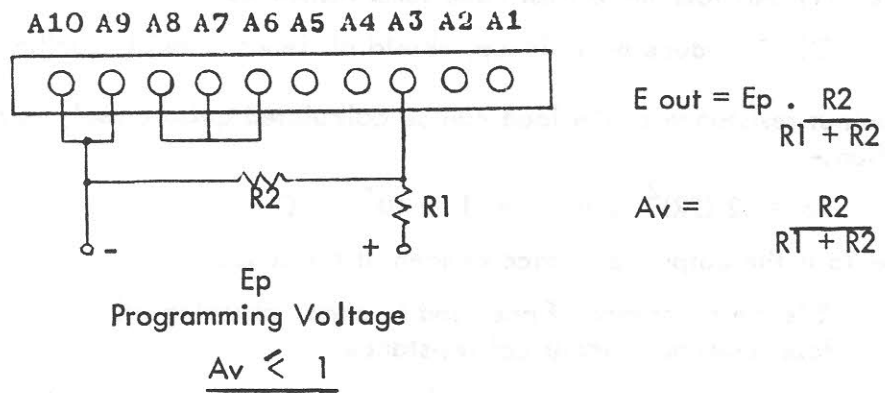 A10 A9 A8 A7 A6 A5 A4 A3 A2 A1
E out = Ep . R2
R1 + R2
R2
R1
Av = R2
R1 + R2
- +
Ep
Programming Voltage
Av ≤ 1